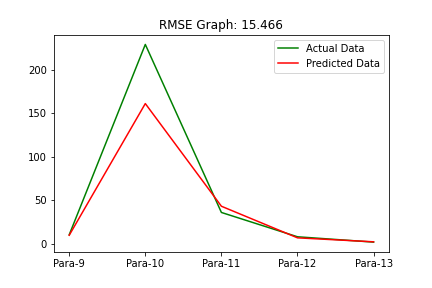 RMSE Graph: 15.466
Actual Data
Predicted Data
200
150
100
50
0
Para-9 Para-10 Para-11 Para-12 Para-13